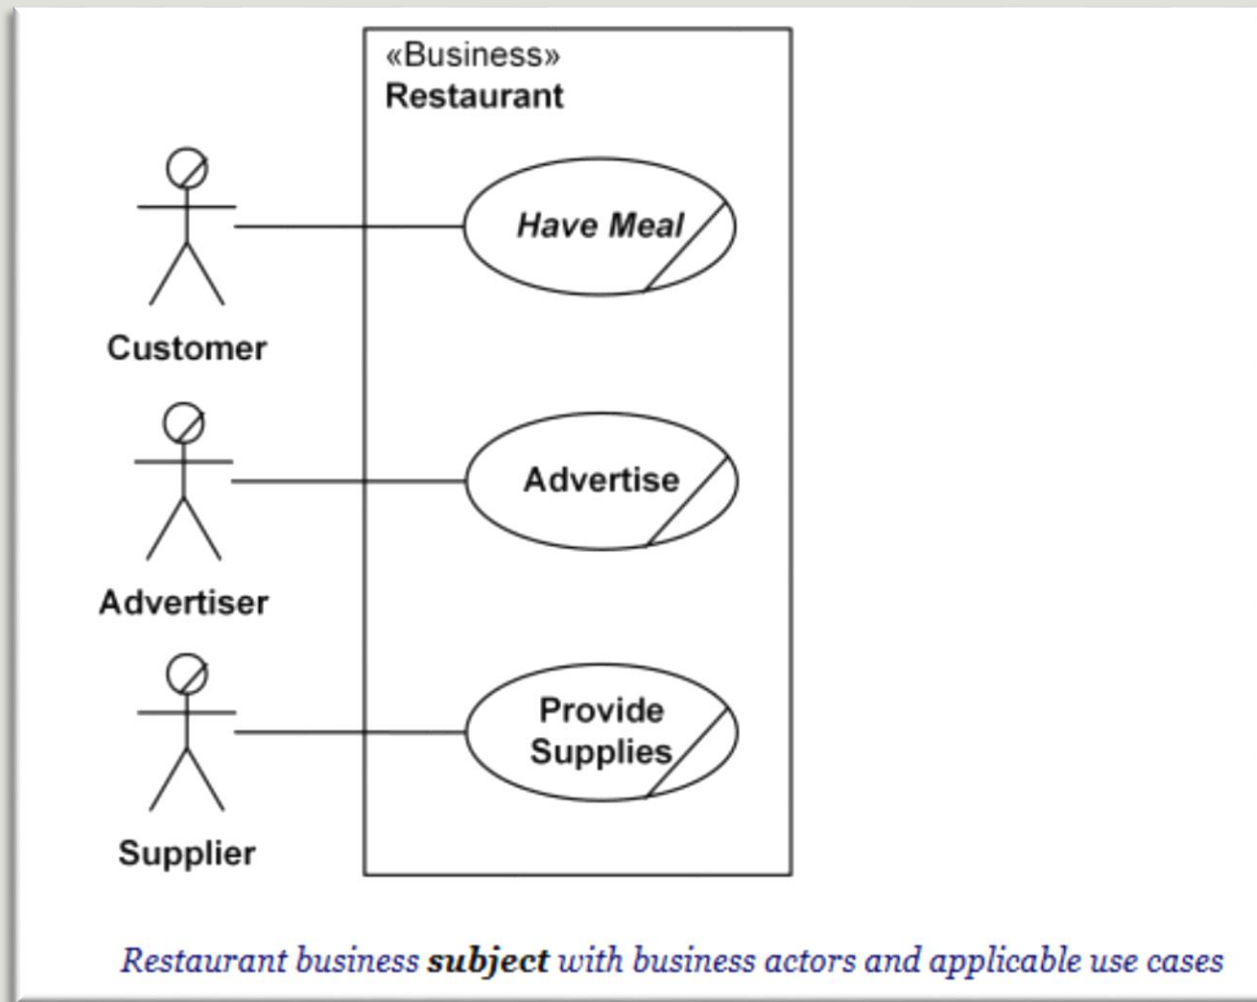 «Business»
Restaurant
Have Meal
Customer
Advertise
Advertiser
Provide
Supplies
Supplier
Restaurant business subject with business actors and applicable use cases